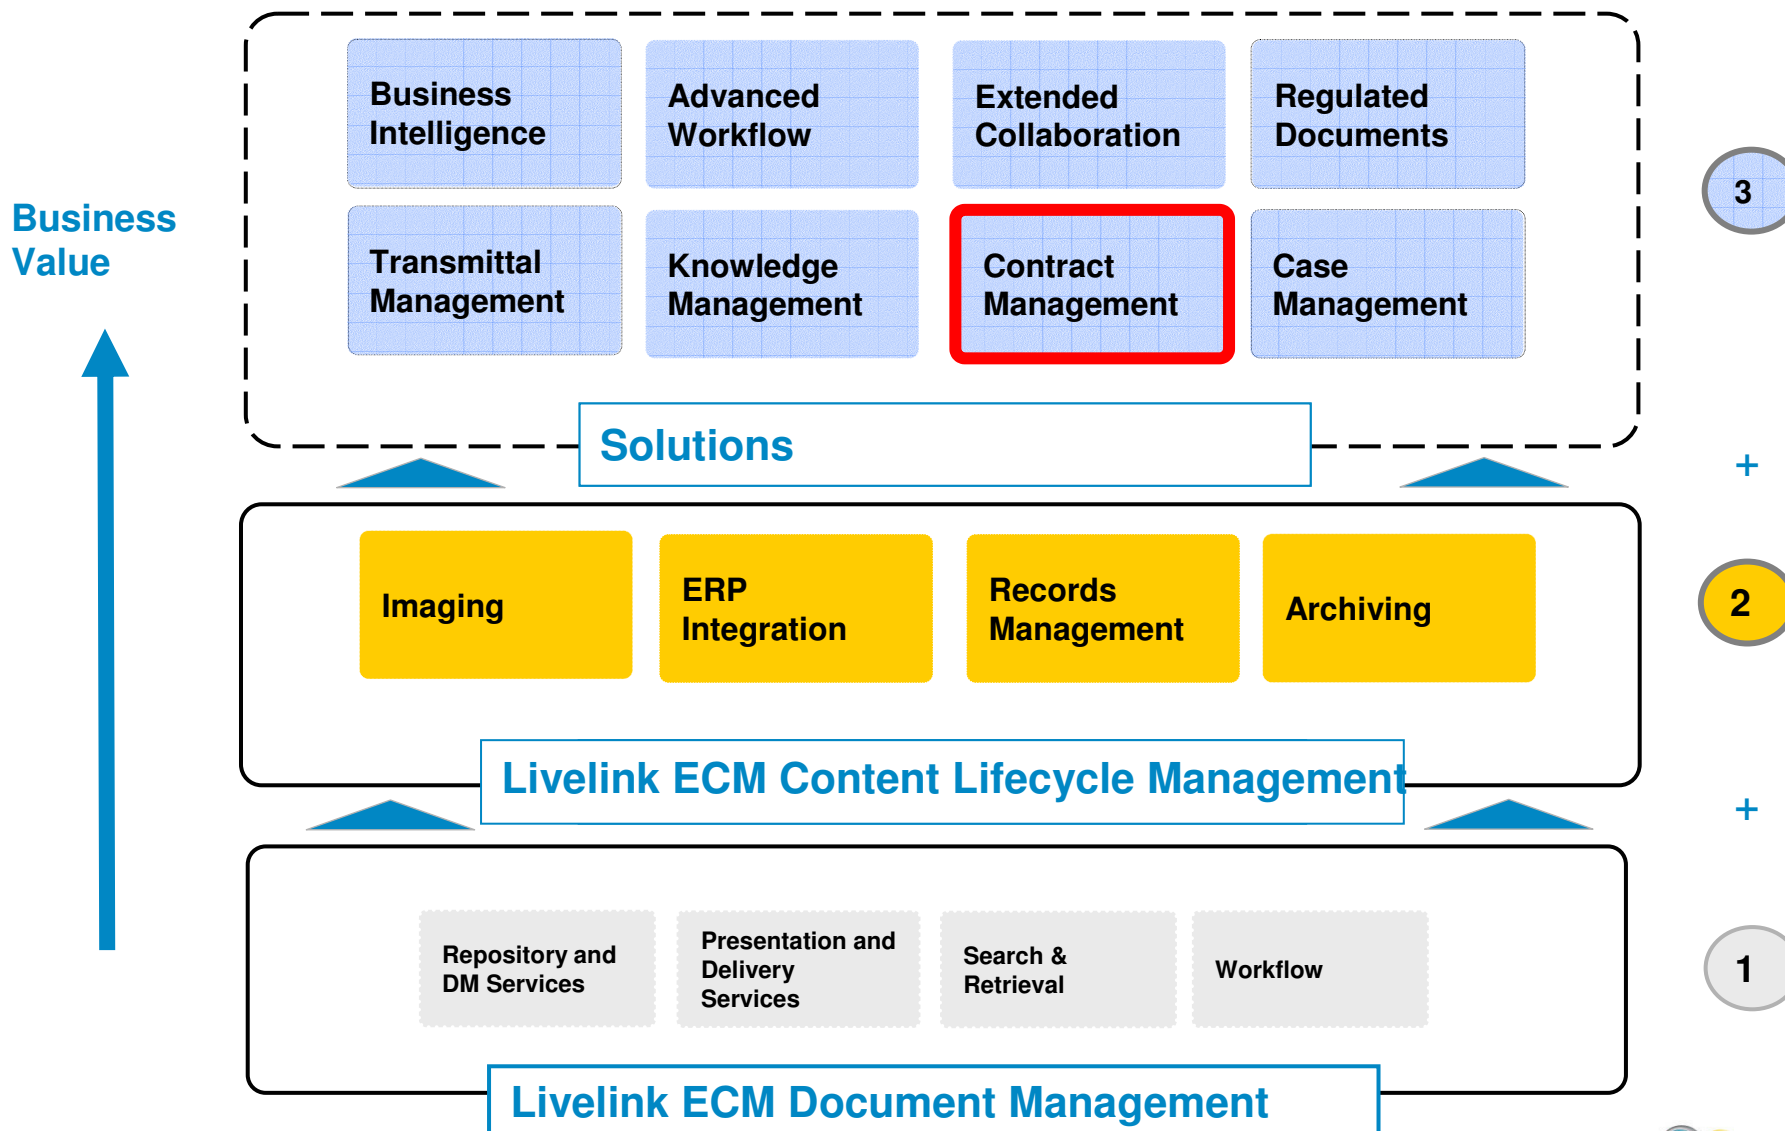 Business
Intelligence
Advanced
Workflow
Extended
Collaboration
Regulated
Documents
3
Business
Value
Transmittal
Management
Knowledge
Management
Contract
Management
Case
Management
Solutions
+
Imaging
ERP
Integration
Records
Management
Archiving
2
Livelink ECM Content Lifecycle Management
+
Repository and
DM Services
Presentation and
Delivery
Services
Search &
Retrieval
Workflow
1
Livelink ECM Document Management